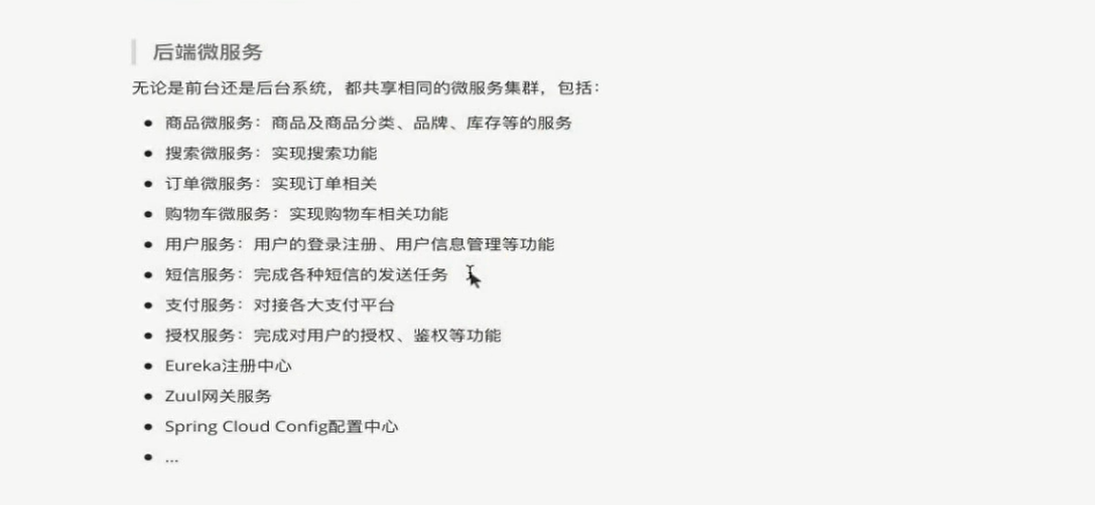 后端微服务
无论是前台还是后台系统，都共享相同的微服务集群，包括：
• 商品微服务：商品及商品分类、品牌、库存等的服务
• 搜索微服务：实现搜索功能
• 订单微服务：实现订单相关
• 购物车微服务：实现购物车相关功能
• 用户服务：用户的登录注册、用户信息管理等功能
• 短信服务：完成各种短信的发送任务
• 支付服务：对接各大支付平台
• 授权服务：完成对用户的授权、鉴权等功能
• Eureka注册中心
• Zuul网关服务
• Spring Cloud Config配置中心
• ...